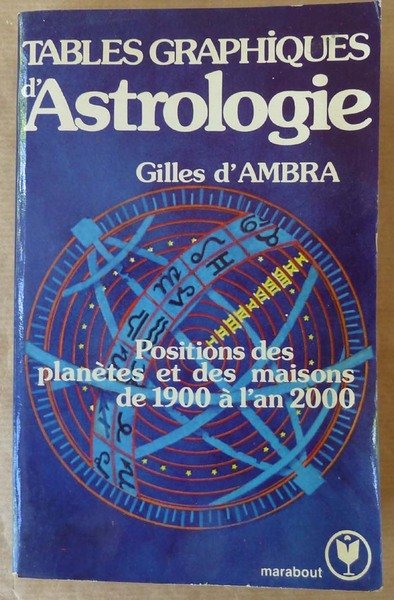 TABLES GRAPHiQUES
d'Astrologie
Gilles d'AMBRA
Positions des
planètes et des maisons
de 1900 à l'an 2000
marabout